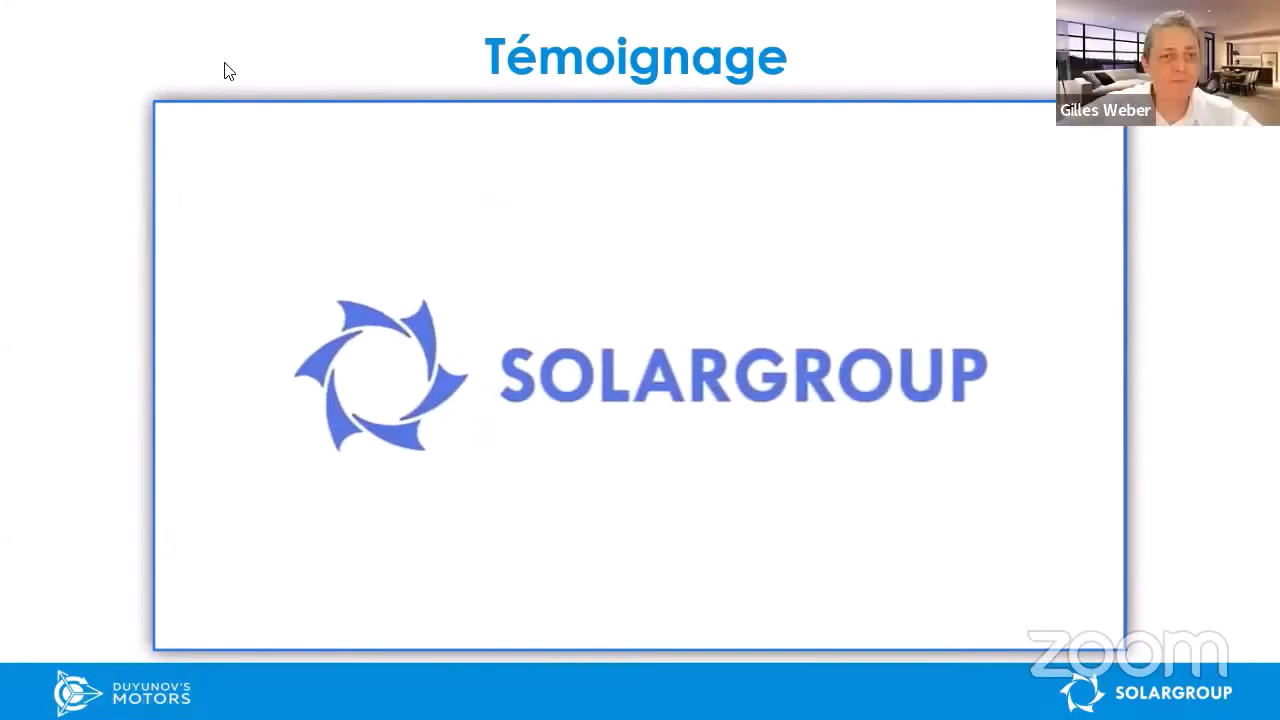 Témoignage
Gilles Weber
SOLARGROUP
zoom
DUYUNOV'S
MOTORS
SOLARGROUP